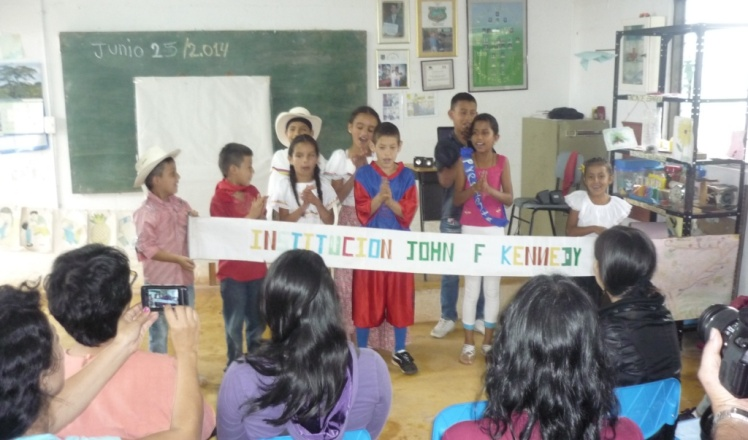 Junio 25/2014
INSTITUCION JOHN F KENNEDY